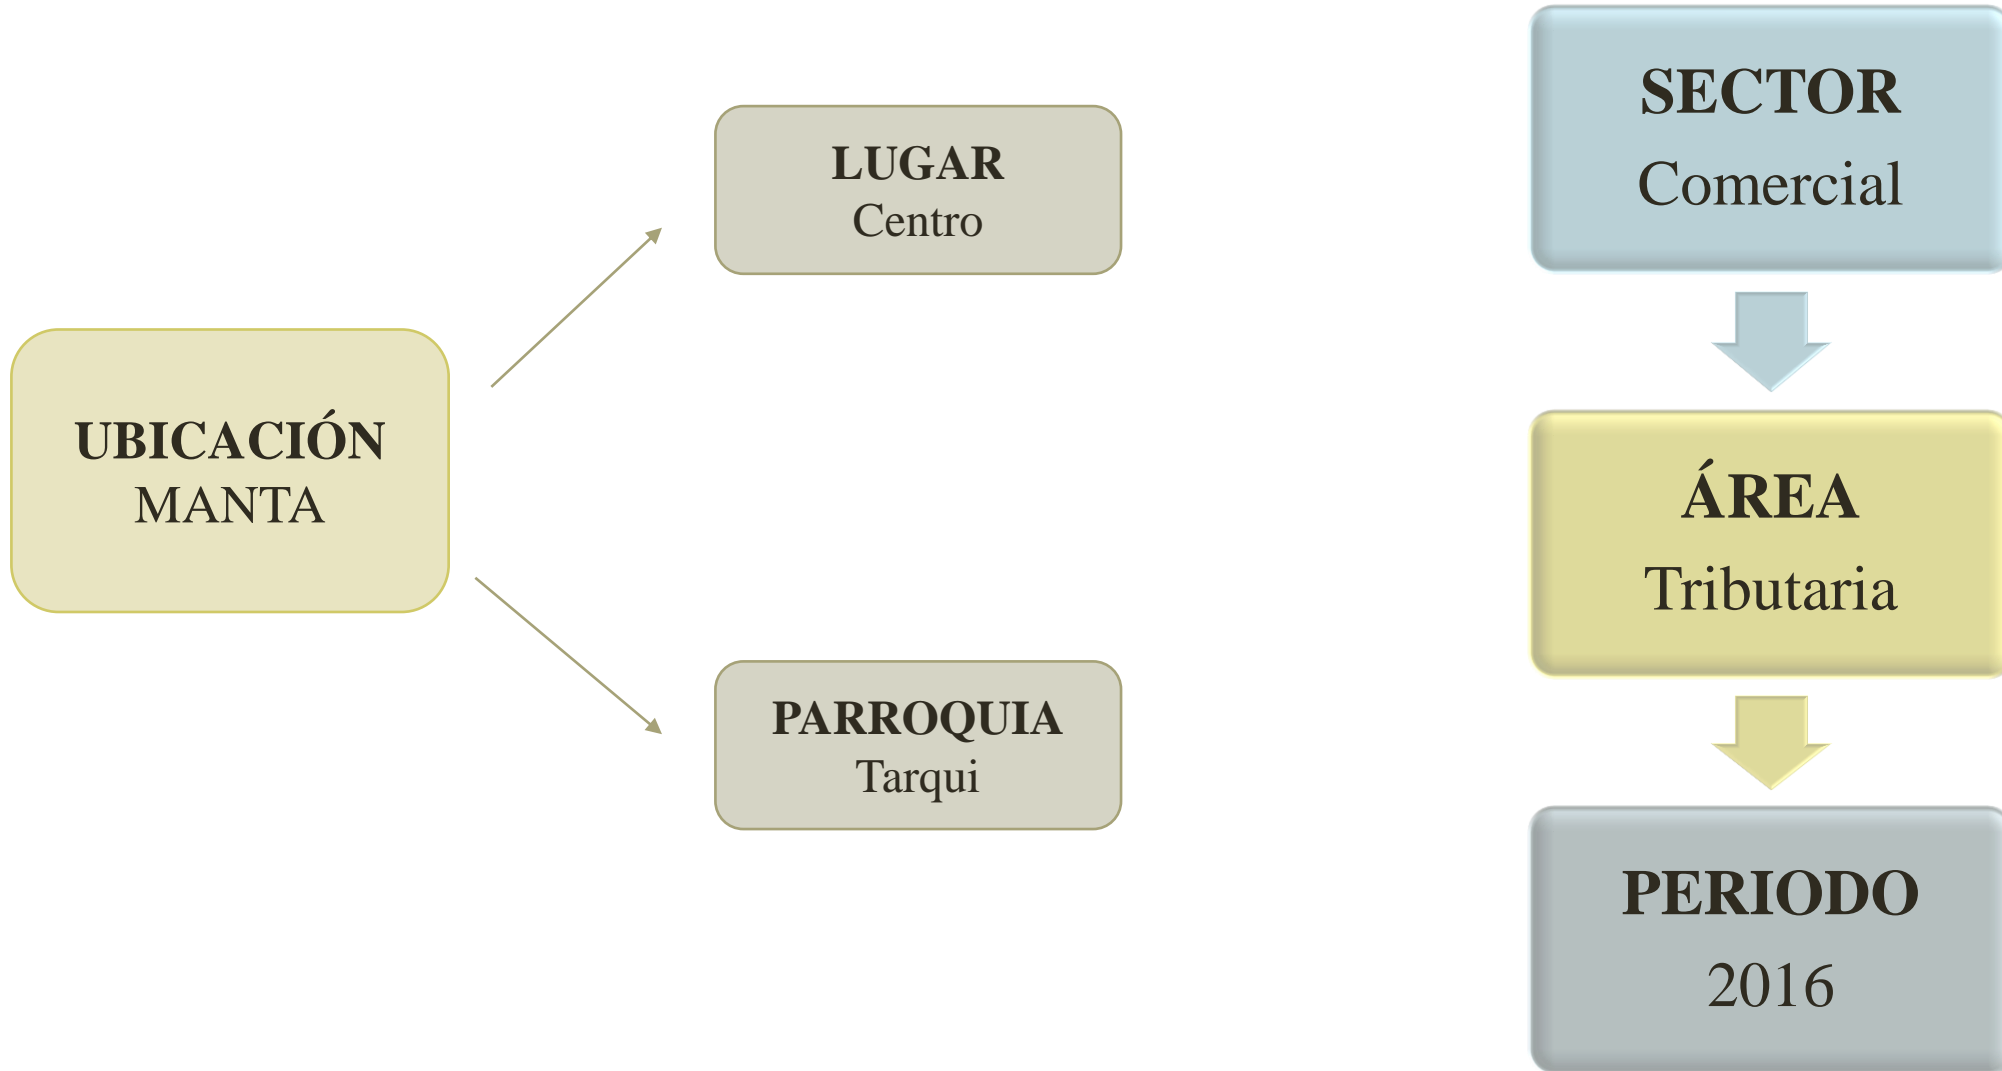 UBICACIÓN
MANTA
LUGAR
Centro
PARROQUIA
Tarqui
SECTOR
Comercial
ÁREA
Tributaria
PERIODO
2016